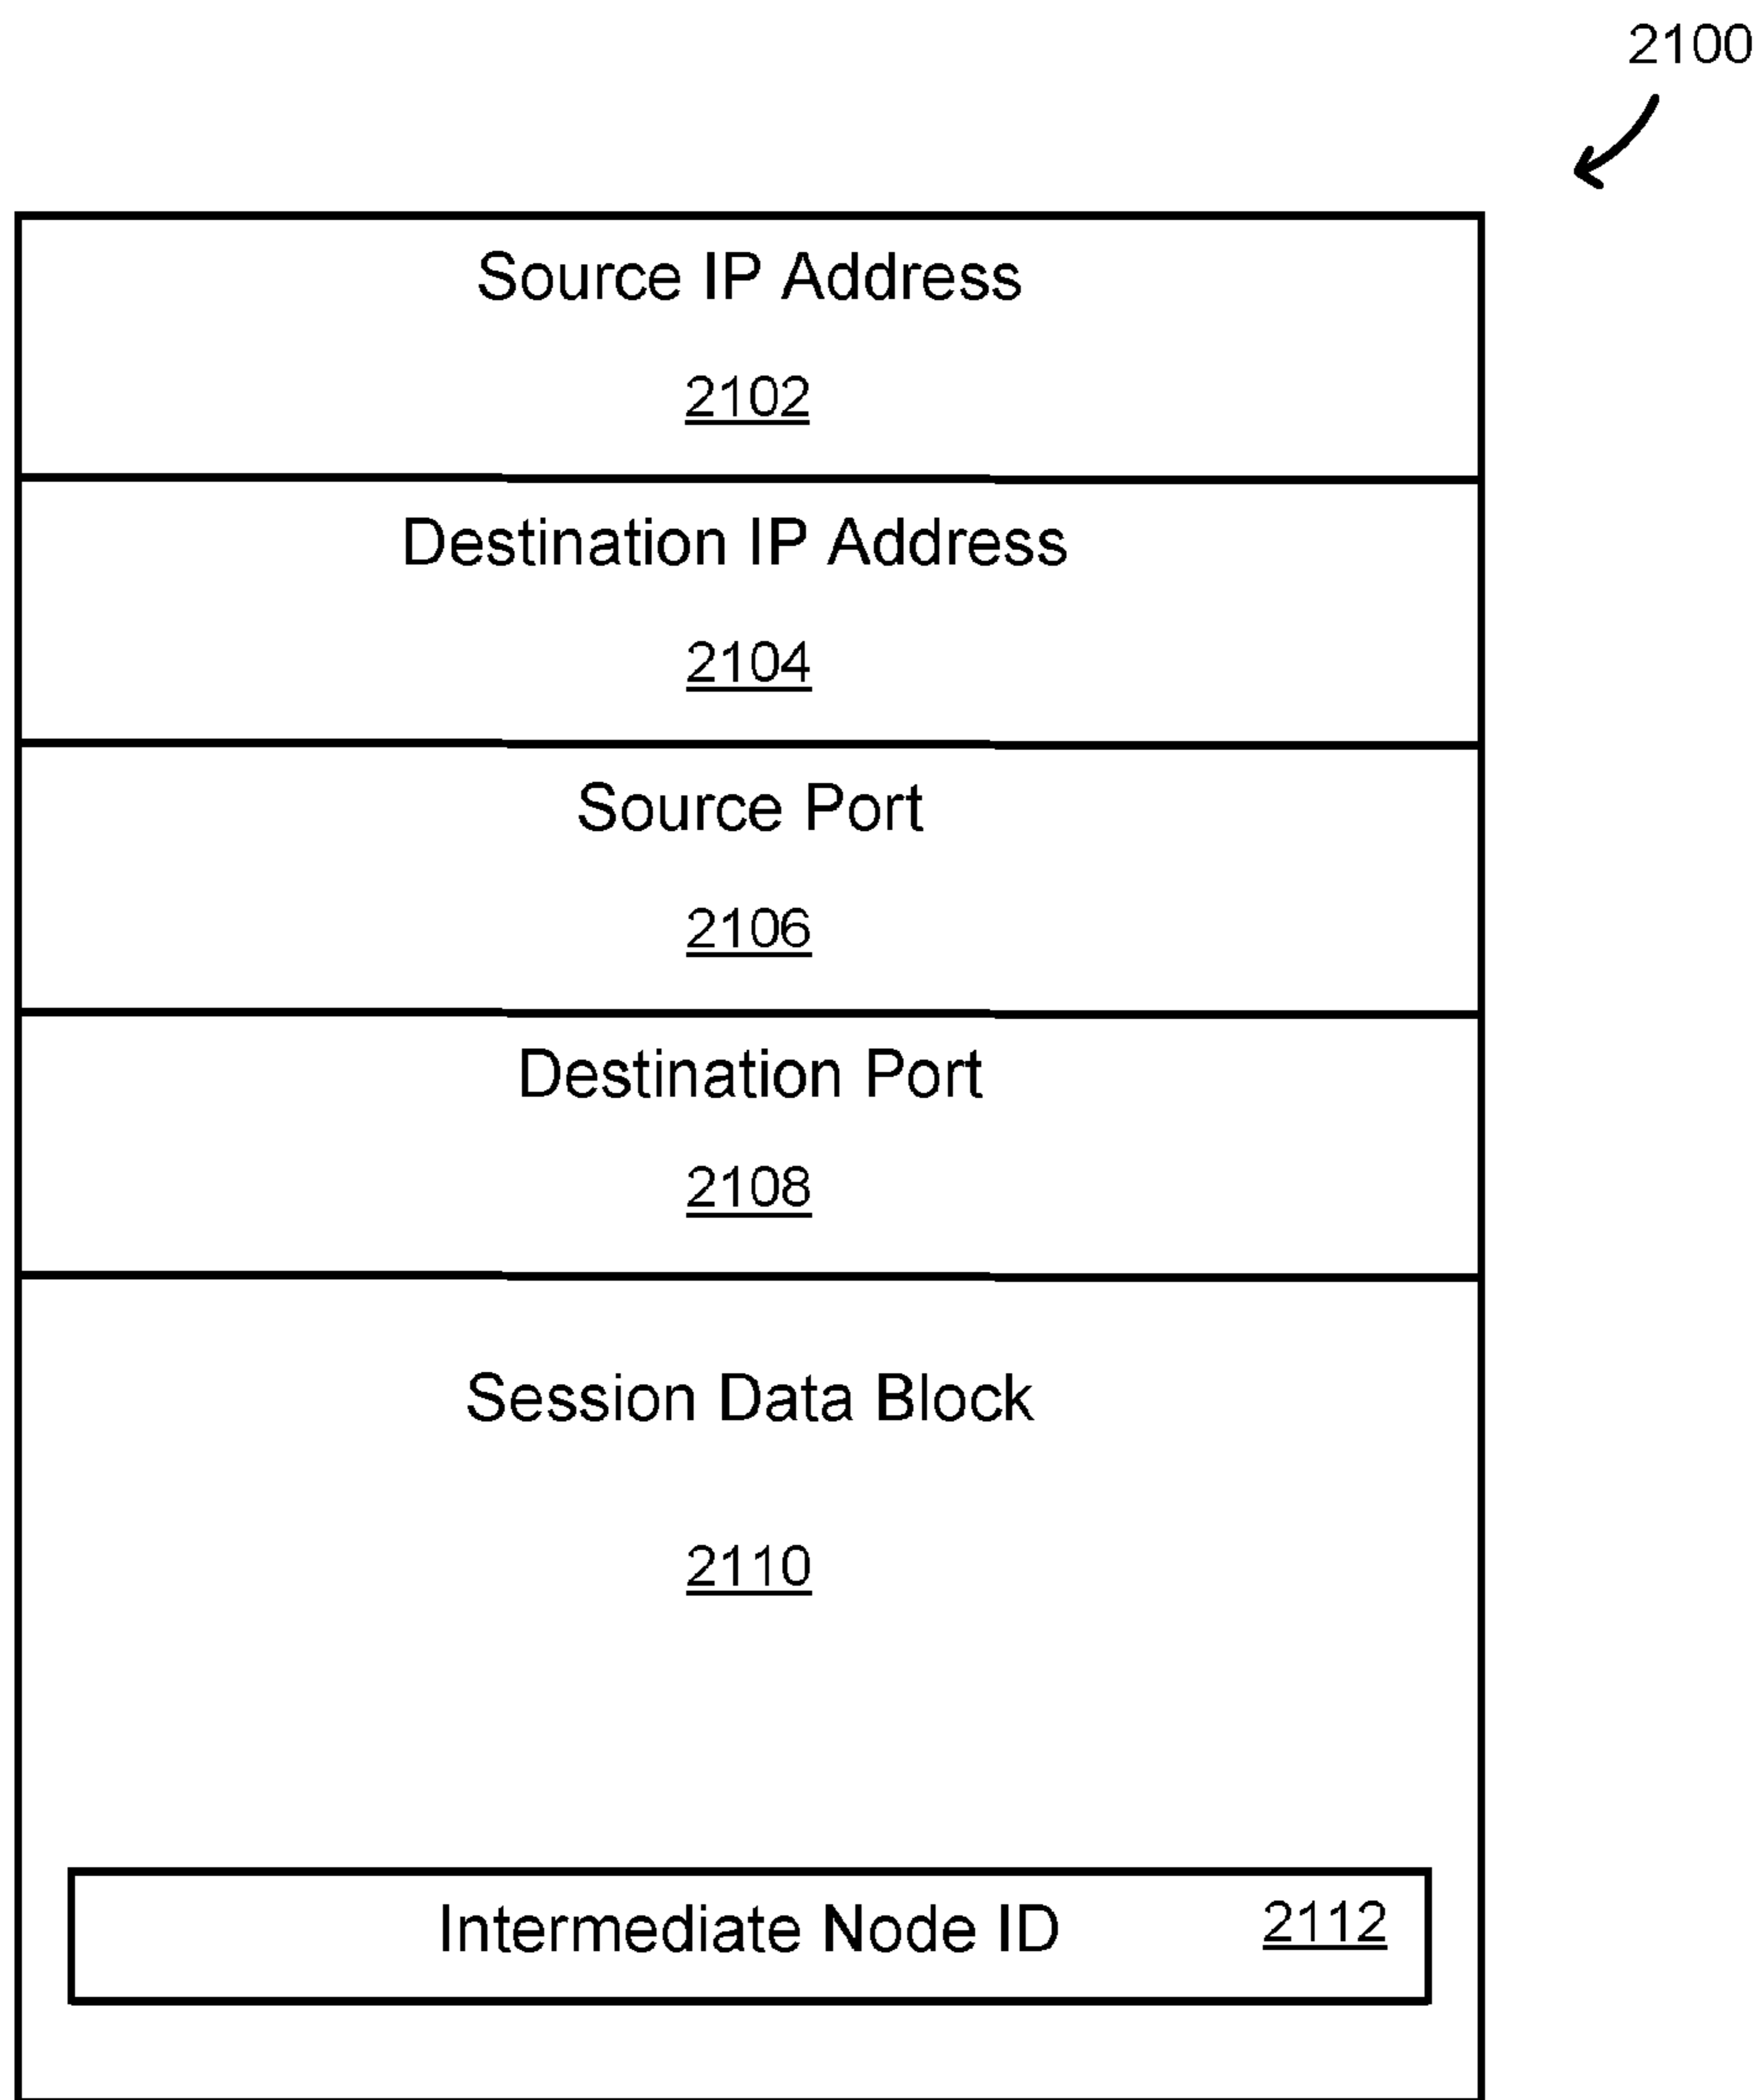 2100
Source IP Address
2102
Destination IP Address
2104
Source Port
2106
Destination Port
2108
Session Data Block
2110
Intermediate Node ID 2112